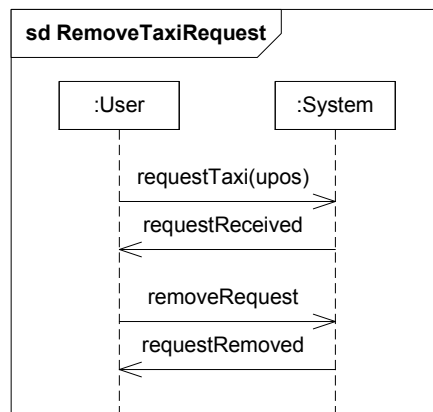 sd RemoveTaxiRequest
:User :System
requestTaxi(upos)
requestReceived
removeRequest
requestRemoved